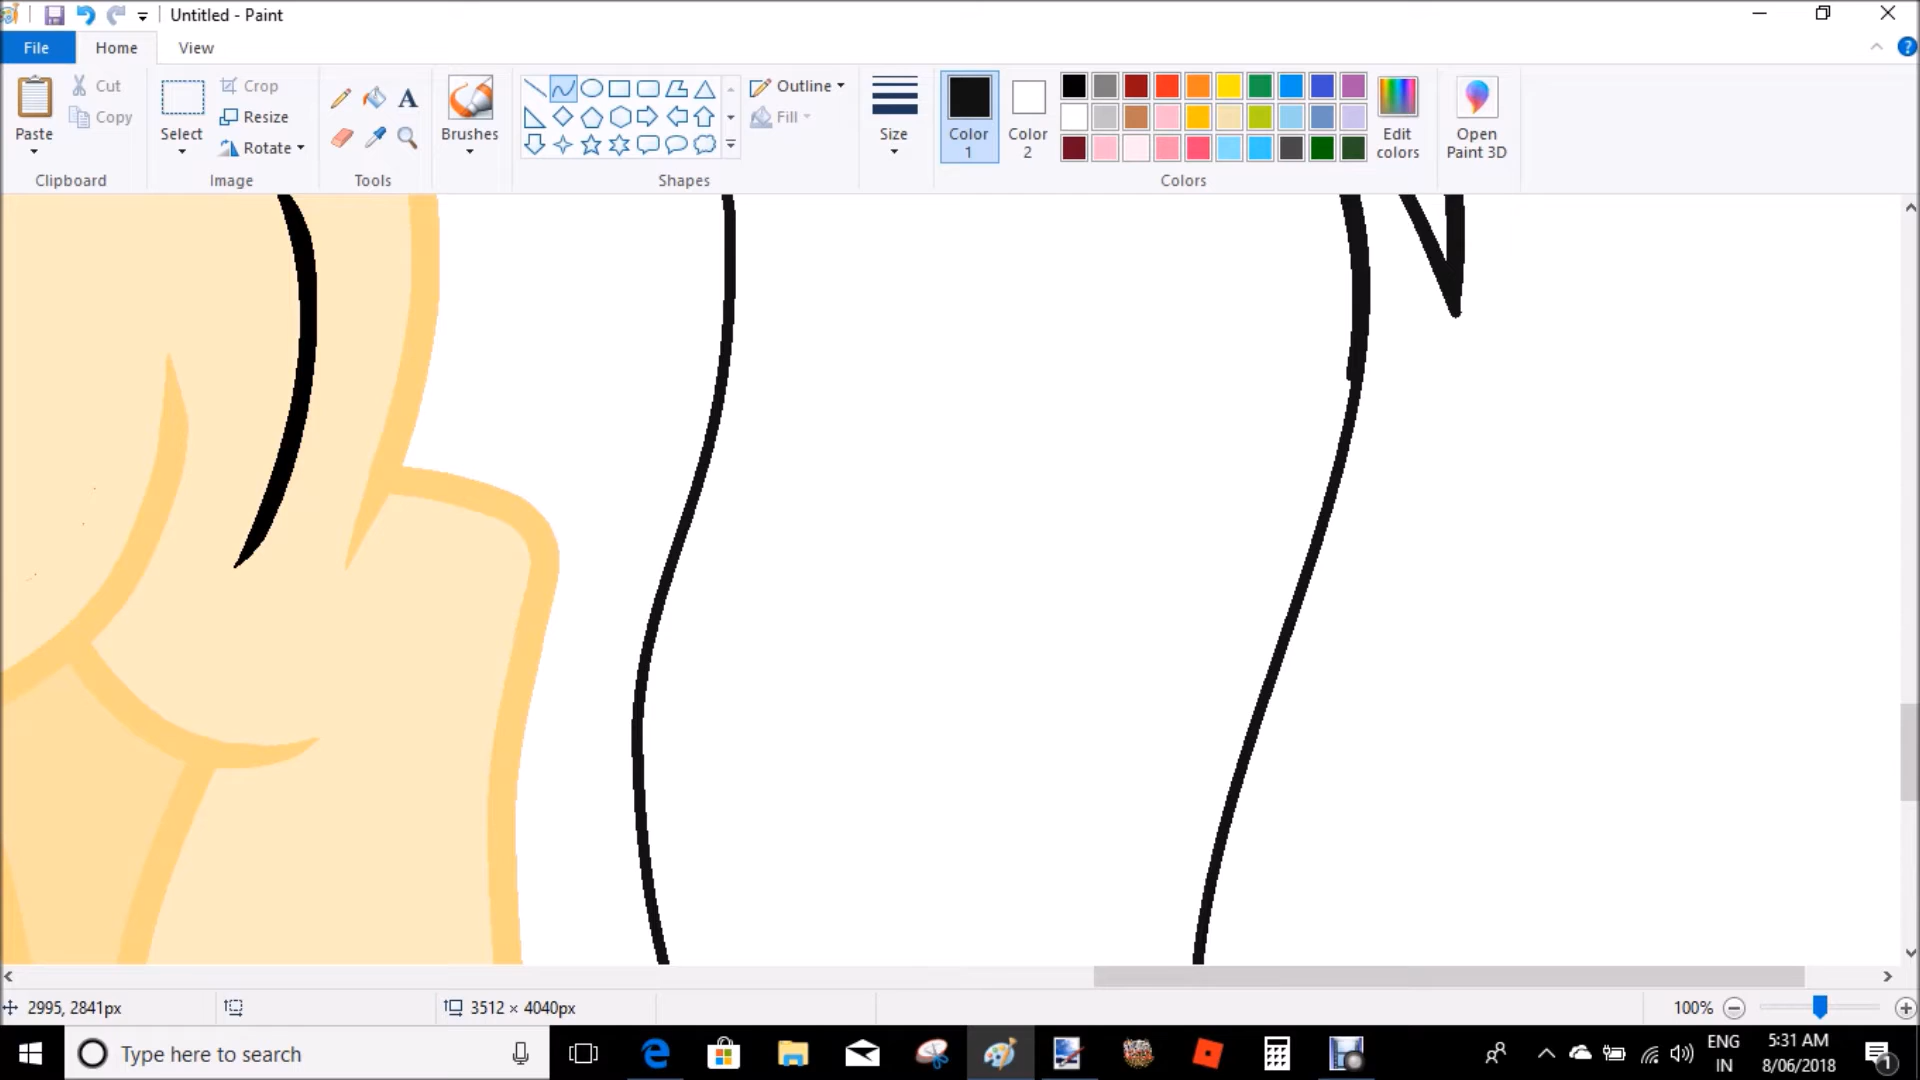 Untitled - Paint
File Home View
Paste
Cut
Copy
Clipboard
Select
Crop
Resize
Rotate
Image
A
Tools
Brushes
Outline
Fill
Shapes
Size
Color 1
Color 2
Edit colors
Open Paint 3D
Colors
2995, 2841px
3512 × 4040px
100%
Type here to search
ENG
IN
5:31 AM
8/06/2018
1